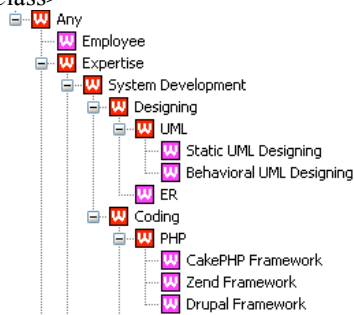 class>
Any
Employee
Expertise
System Development
Designing
UML
Static UML Designing
Behavioral UML Designing
ER
Coding
PHP
CakePHP Framework
Zend Framework
Drupal Framework